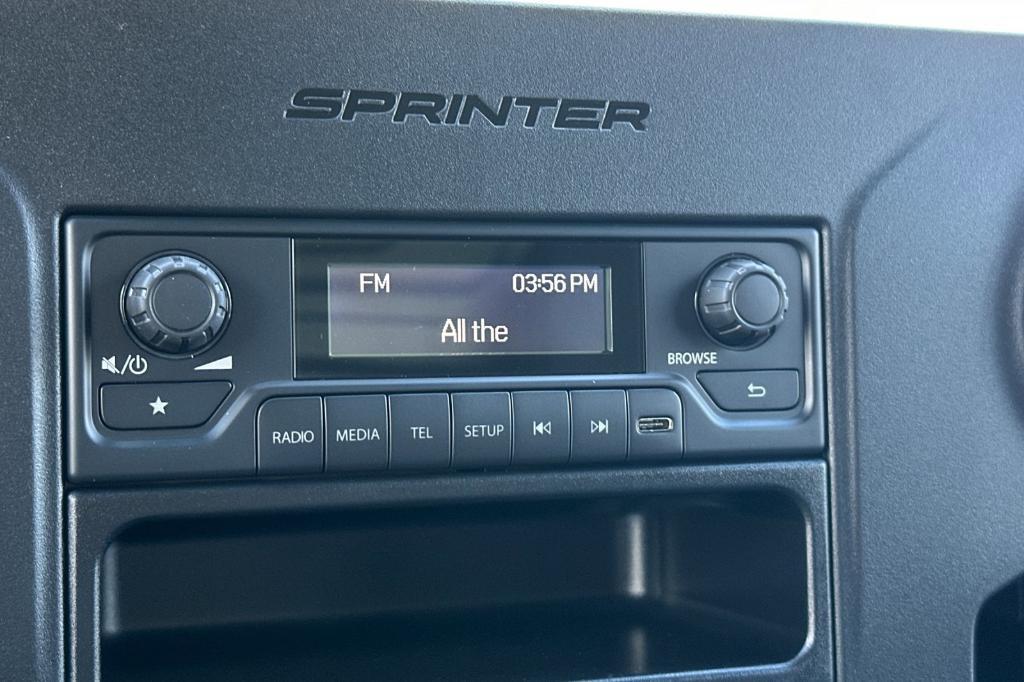 SPRINTER
FM 03:56 PM
All the
BROWSE
RADIO MEDIA TEL SETUP